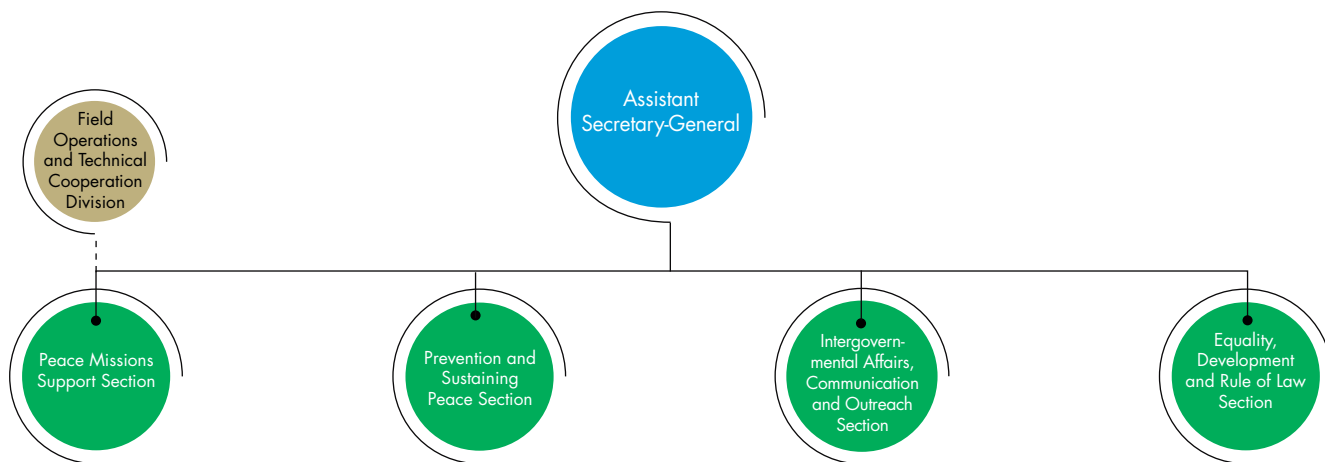 Assistant
Secretary-General
Field
Operations
and Technical
Cooperation
Division
Peace Missions
Support Section
Prevention and
Sustaining
Peace Section
Intergovern-
mental Affairs,
Communication
and Outreach
Section
Equality,
Development
and Rule of Law
Section